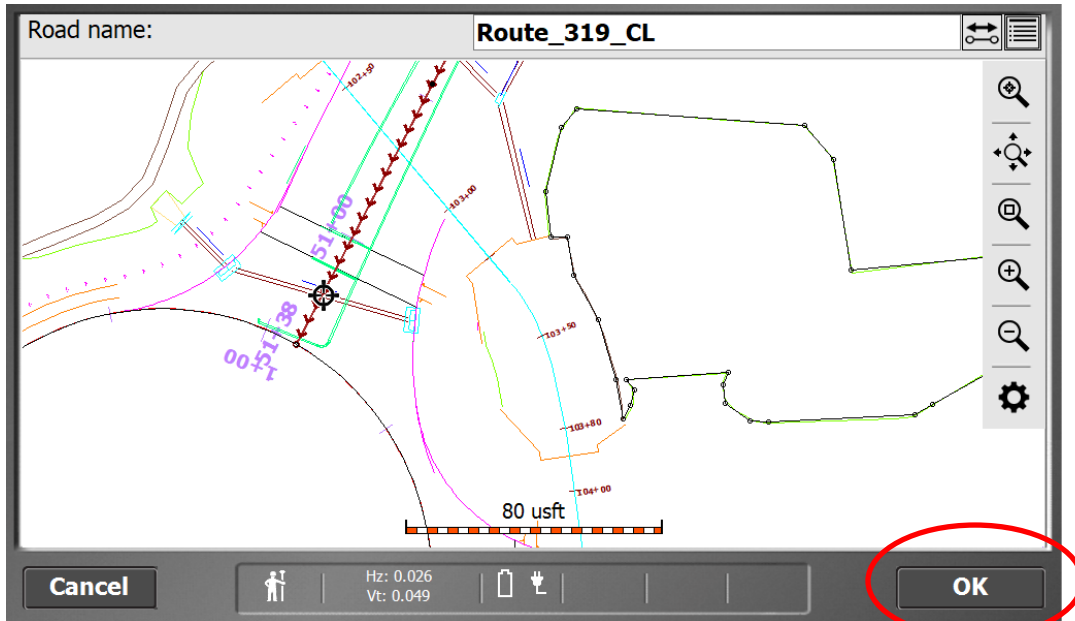 Road name:
Route_319_CL
102+50
103+00
51+00
51+38
1+00
103+50
103+80
104+00
80 usft
Cancel
Hz: 0.026
Vt: 0.049
OK